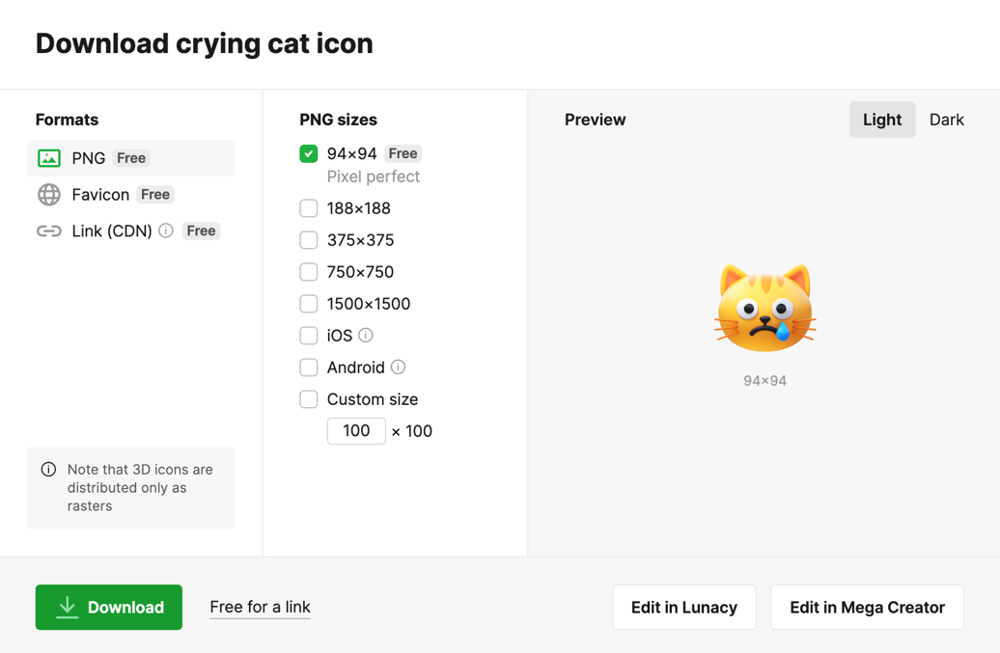 Download crying cat icon
Formats
PNG Free
Favicon Free
Link (CDN) Free
Note that 3D icons are
distributed only as
rasters
PNG sizes
94×94 Free
Pixel perfect
188×188
375×375
750×750
1500×1500
iOS
Android
Custom size
100 × 100
Preview
Light Dark
94×94
Download
Free for a link
Edit in Lunacy
Edit in Mega Creator